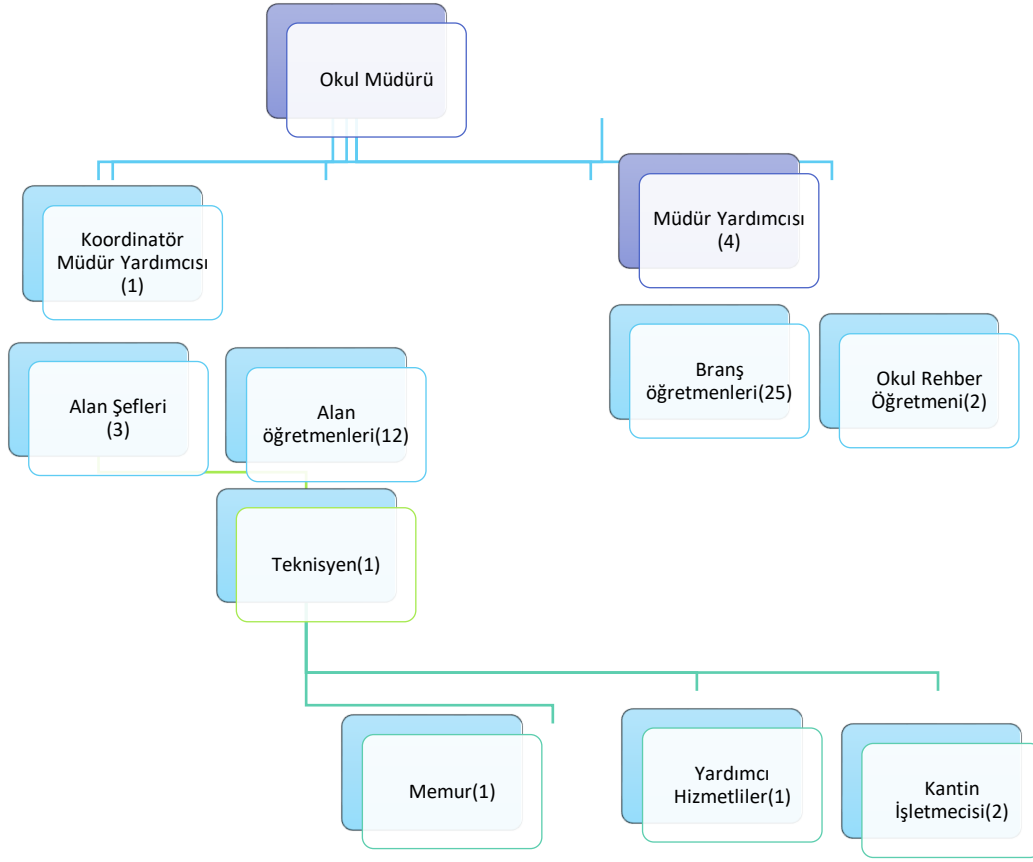 Okul Müdürü
Koordinatör
Müdür Yardımcısı
(1)
Müdür Yardımcısı
(4)
Alan Şefleri
(3)
Alan
öğretmenleri(12)
Branş
öğretmenleri(25)
Okul Rehber
Öğretmeni(2)
Teknisyen(1)
Memur(1)
Yardımcı
Hizmetliler(1)
Kantin
İşletmecisi(2)